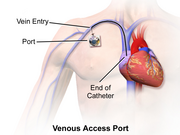 Vein Entry
Port
End of
Catheter
Venous Access Port